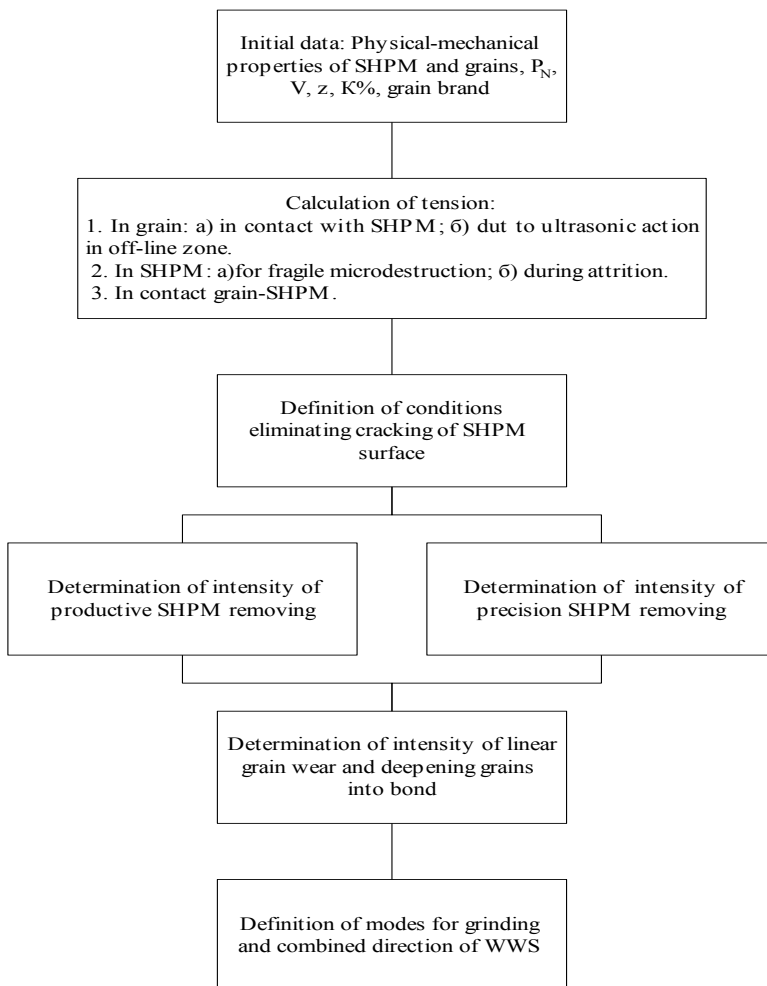 Initial data: Physical-mechanical
properties of SHPM and grains, P_N,
V, z, K%, grain brand
Calculation of tension:
1. In grain: a) in contact with SHPM; б) dut to ultrasonic action
in off-line zone.
2. In SHPM: a)for fragile microdestruction; б) during attrition.
3. In contact grain-SHPM.
Definition of conditions
eliminating cracking of SHPM
surface
Determination of intensity of
productive SHPM removing
Determination of intensity of
precision SHPM removing
Determination of intensity of linear
grain wear and deepening grains
into bond
Definition of modes for grinding
and combined direction of WWS